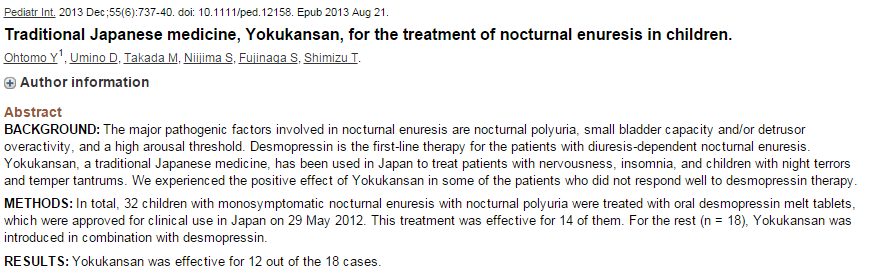 Pediatr Int. 2013 Dec;55(6):737-40. doi: 10.1111/ped.12158. Epub 2013 Aug 21.
Traditional Japanese medicine, Yokukansan, for the treatment of nocturnal enuresis in children.
Ohtomo Y1, Umino D, Takada M, Niijima S, Fujinaga S, Shimizu T.
Author information
Abstract
BACKGROUND: The major pathogenic factors involved in nocturnal enuresis are nocturnal polyuria, small bladder capacity and/or detrusor
overactivity, and a high arousal threshold. Desmopressin is the first-line therapy for the patients with diuresis-dependent nocturnal enuresis.
Yokukansan, a traditional Japanese medicine, has been used in Japan to treat patients with nervousness, insomnia, and children with night terrors
and temper tantrums. We experienced the positive effect of Yokukansan in some of the patients who did not respond well to desmopressin therapy.
METHODS: In total, 32 children with monosymptomatic nocturnal enuresis with nocturnal polyuria were treated with oral desmopressin melt tablets,
which were approved for clinical use in Japan on 29 May 2012. This treatment was effective for 14 of them. For the rest (n = 18), Yokukansan was
introduced in combination with desmopressin.
RESULTS: Yokukansan was effective for 12 out of the 18 cases.